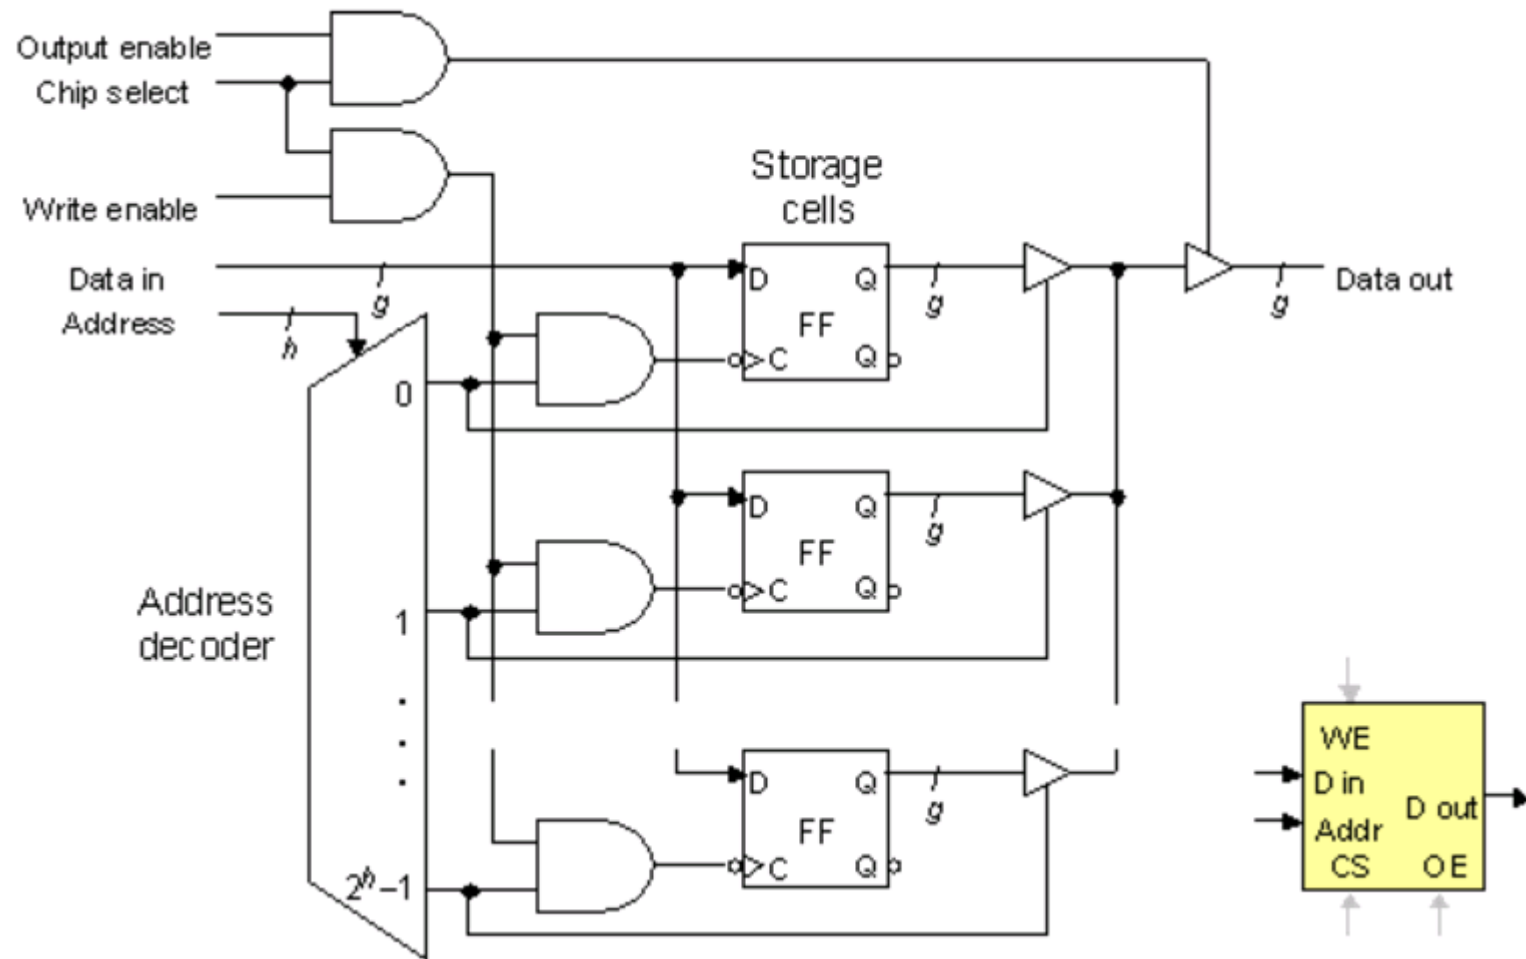 Output enable
Chip select
Write enable
Data in
Address
h
g
Storage
cells
D Q
FF
C Q
g
g
Data out
0
D Q
FF
C Q
g
Address
decoder
1
.
.
.
D Q
FF
C Q
g
2^h–1
WE
D in
D out
Addr
CS OE